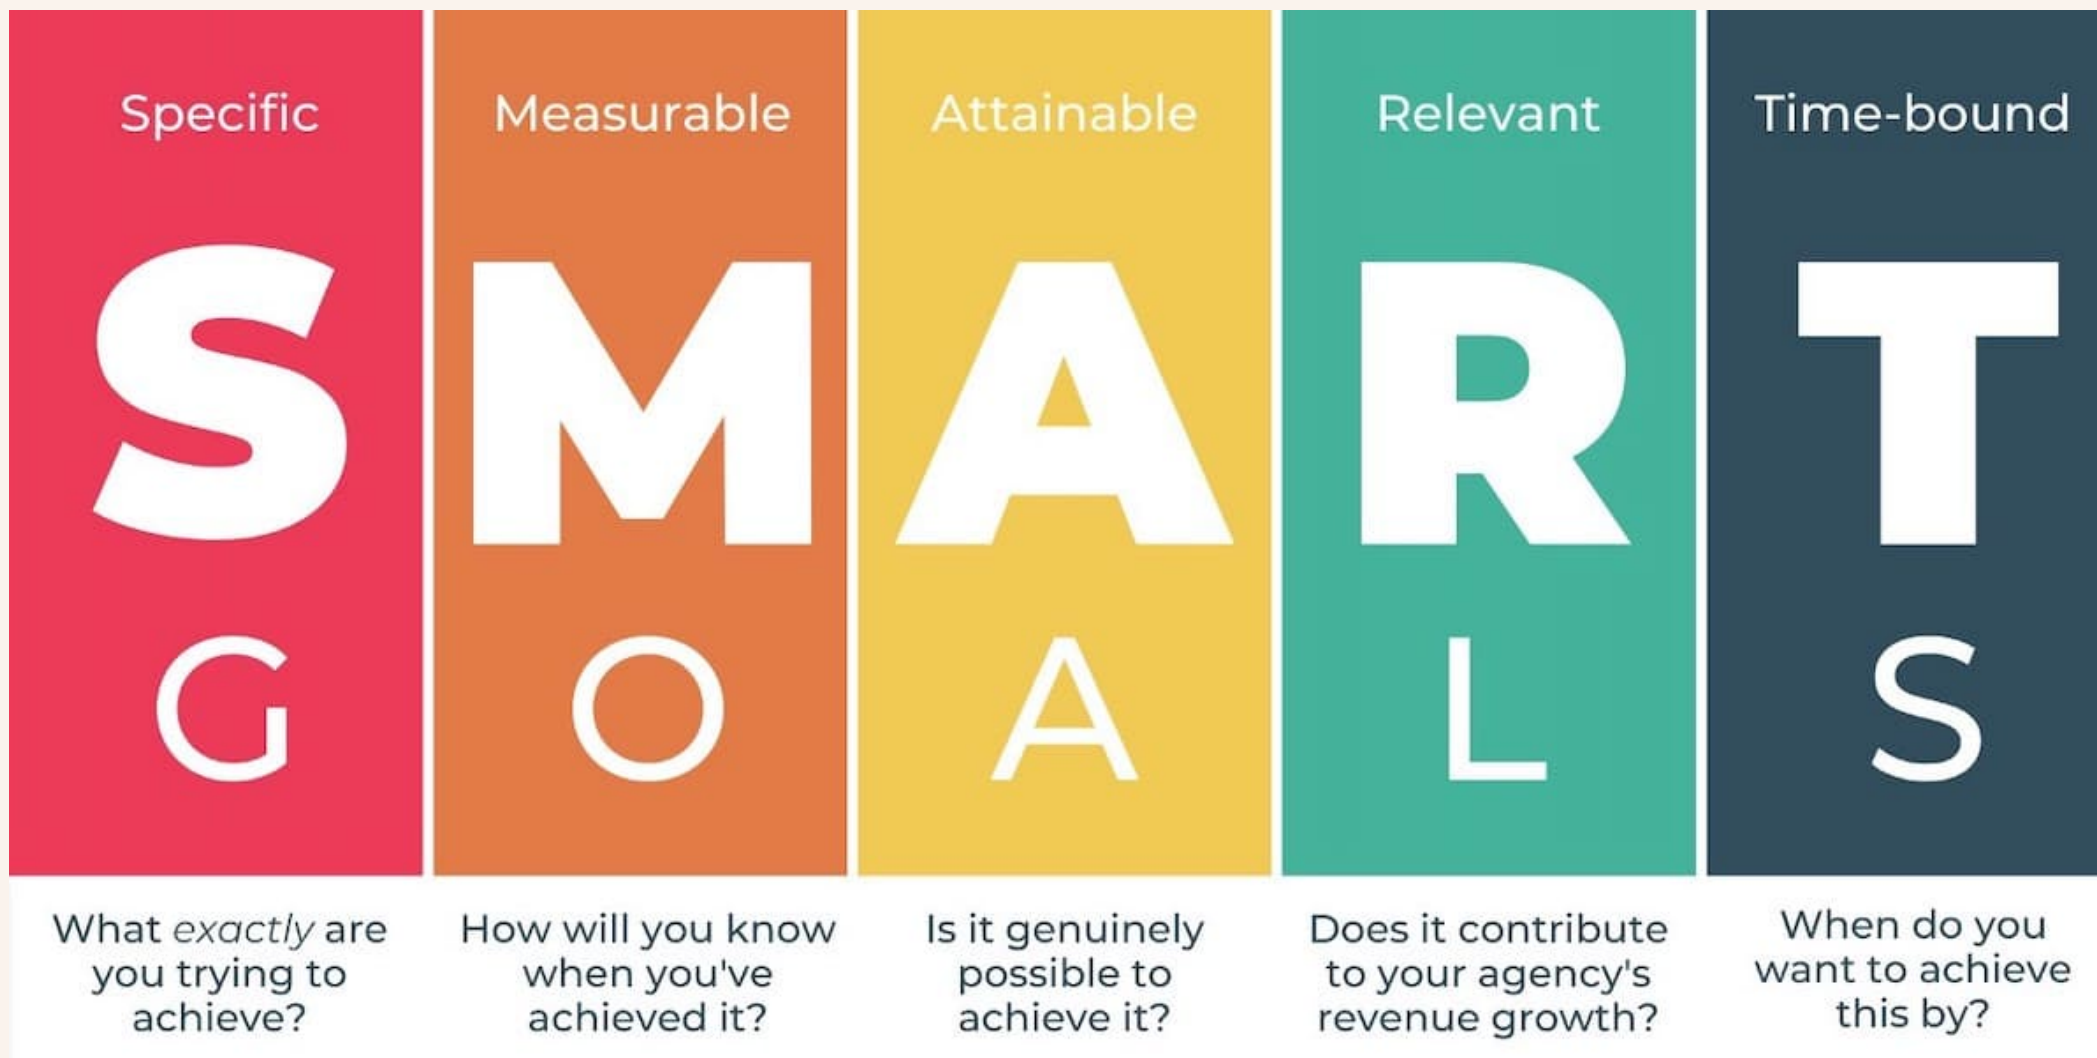 Specific
Measurable
Attainable
Relevant
Time-bound
SMART
GOALS
What exactly are
you trying to
achieve?
How will you know
when you've
achieved it?
Is it genuinely
possible to
achieve it?
Does it contribute
to your agency's
revenue growth?
When do you
want to achieve
this by?